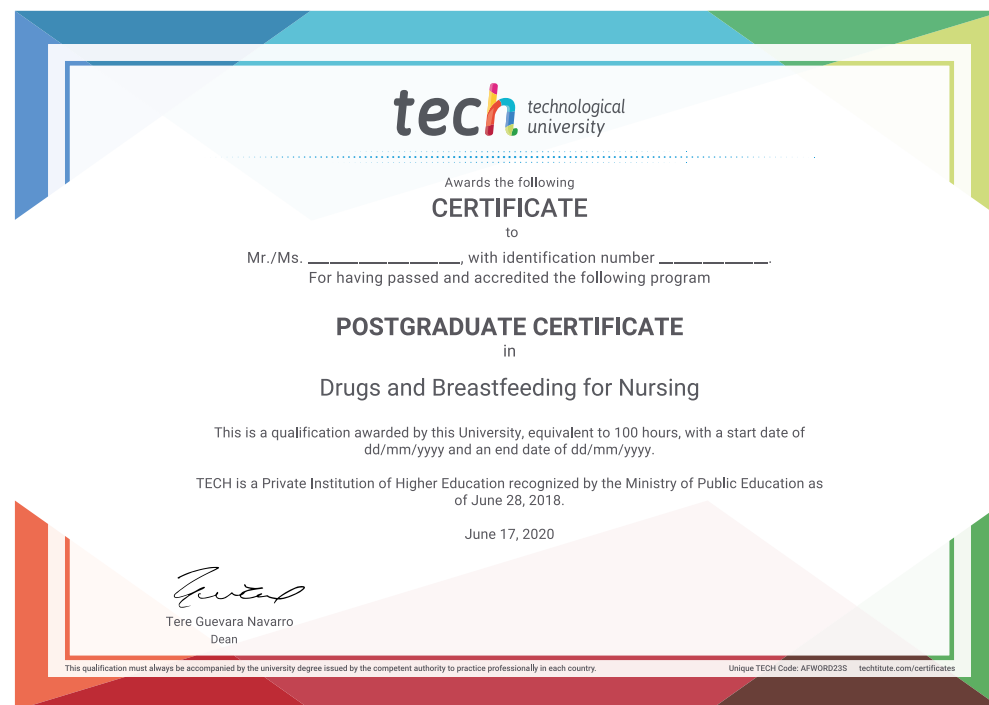 tech technological
university
Awards the following
CERTIFICATE
to
Mr./Ms. _________________, with identification number _____________.
For having passed and accredited the following program
POSTGRADUATE CERTIFICATE
in
Drugs and Breastfeeding for Nursing
This is a qualification awarded by this University, equivalent to 100 hours, with a start date of
dd/mm/yyyy and an end date of dd/mm/yyyy.
TECH is a Private Institution of Higher Education recognized by the Ministry of Public Education as
of June 28, 2018.
June 17, 2020
Tere Guevara Navarro
Dean
This qualification must always be accompanied by the university degree issued by the competent authority to practice professionally in each country.
Unique TECH Code: AFWORD23S techtitute.com/certificates